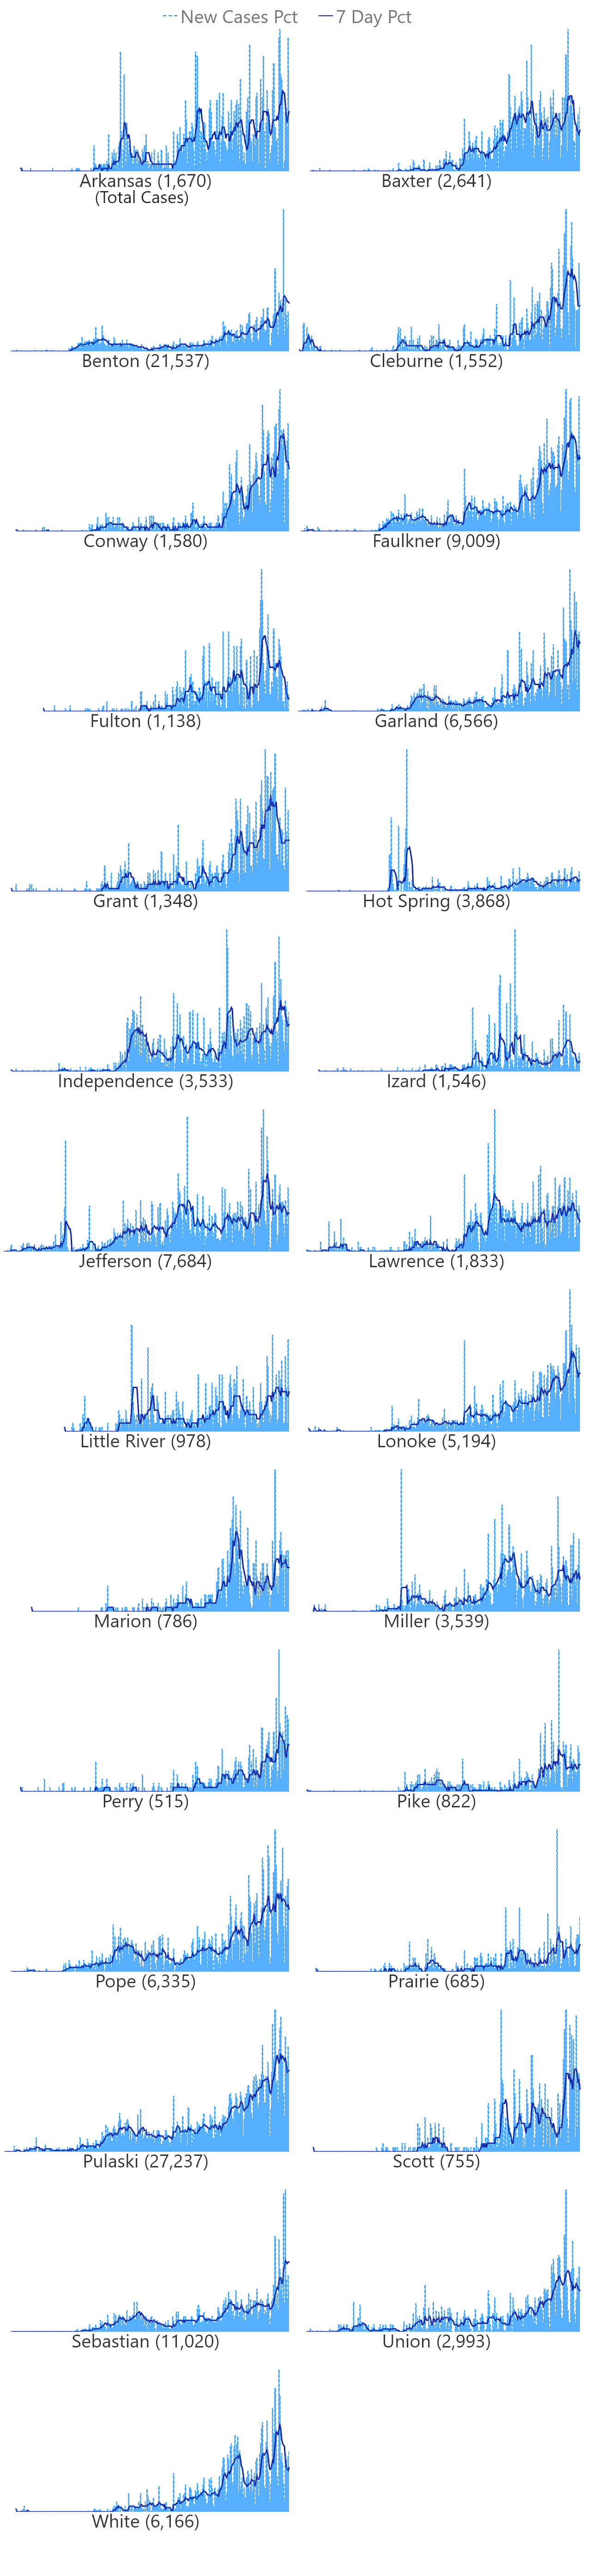 New Cases Pct 7 Day Pct
Arkansas (1,670) Baxter (2,641)
(Total Cases)
Benton (21,537) Cleburne (1,552)
Conway (1,580) Faulkner (9,009)
Fulton (1,138) Garland (6,566)
Grant (1,348) Hot Spring (3,868)
Independence (3,533) Izard (1,546)
Jefferson (7,684) Lawrence (1,833)
Little River (978) Lonoke (5,194)
Marion (786) Miller (3,539)
Perry (515) Pike (822)
Pope (6,335) Prairie (685)
Pulaski (27,237) Scott (755)
Sebastian (11,020) Union (2,993)
White (6,166)